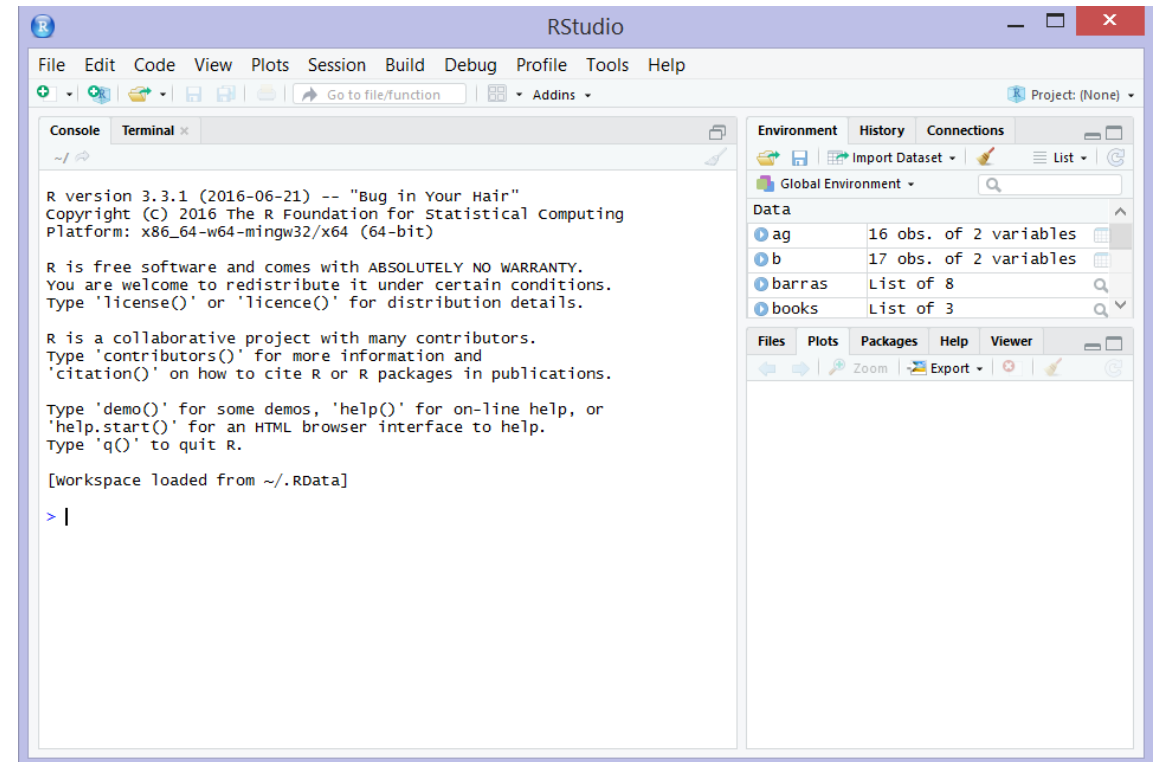 RStudio
File Edit Code View Plots Session Build Debug Profile Tools Help
Go to file/function Addins Project: (None)
Console Terminal
~/
R version 3.3.1 (2016-06-21) -- "Bug in Your Hair"
Copyright (C) 2016 The R Foundation for Statistical Computing
Platform: x86_64-w64-mingw32/x64 (64-bit)
R is free software and comes with ABSOLUTELY NO WARRANTY.
You are welcome to redistribute it under certain conditions.
Type 'license()' or 'licence()' for distribution details.
R is a collaborative project with many contributors.
Type 'contributors()' for more information and
'citation()' on how to cite R or R packages in publications.
Type 'demo()' for some demos, 'help()' for on-line help, or
'help.start()' for an HTML browser interface to help.
Type 'q()' to quit R.
[Workspace loaded from ~/.RData]
>
Environment History Connections
Import Dataset List
Global Environment
Data
ag 16 obs. of 2 variables
b 17 obs. of 2 variables
barras List of 8
books List of 3
Files Plots Packages Help Viewer
Zoom Export